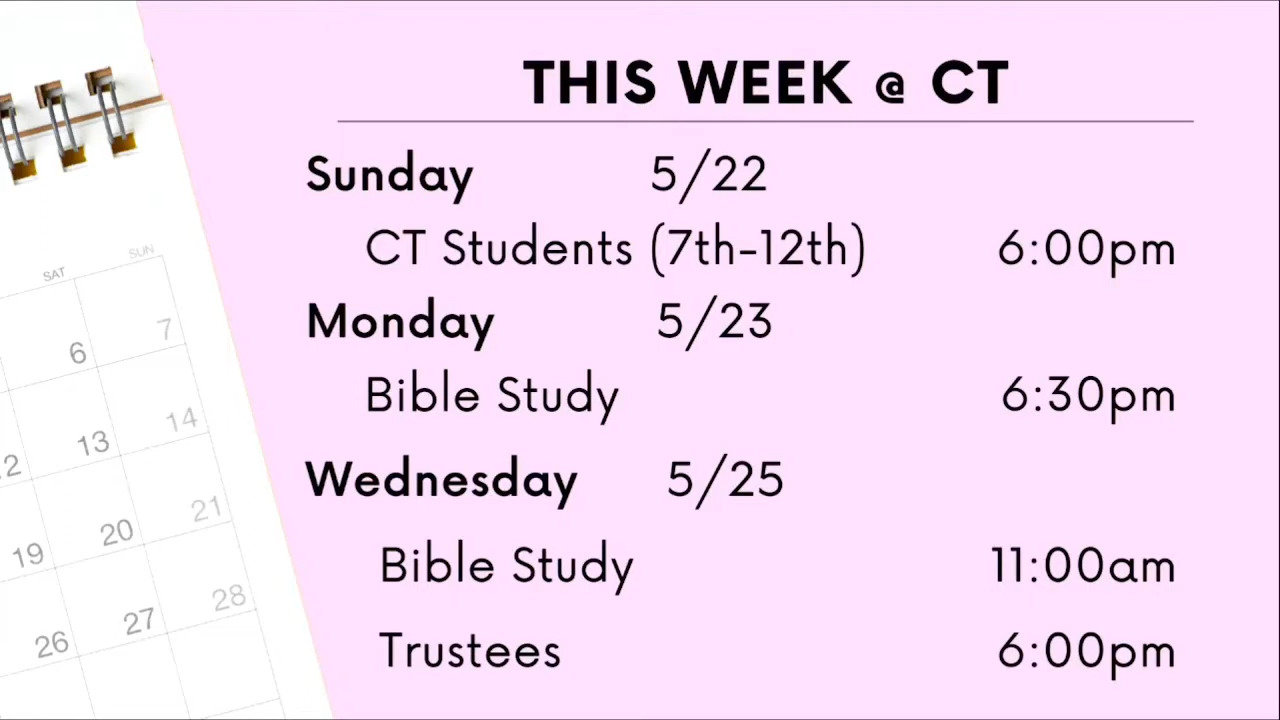 THIS WEEK @ CT
Sunday 5/22
CT Students (7th-12th) 6:00pm
Monday 5/23
Bible Study 6:30pm
Wednesday 5/25
Bible Study 11:00am
Trustees 6:00pm
SAT SUN
6 7
13 14
19 20 21
26 27 28